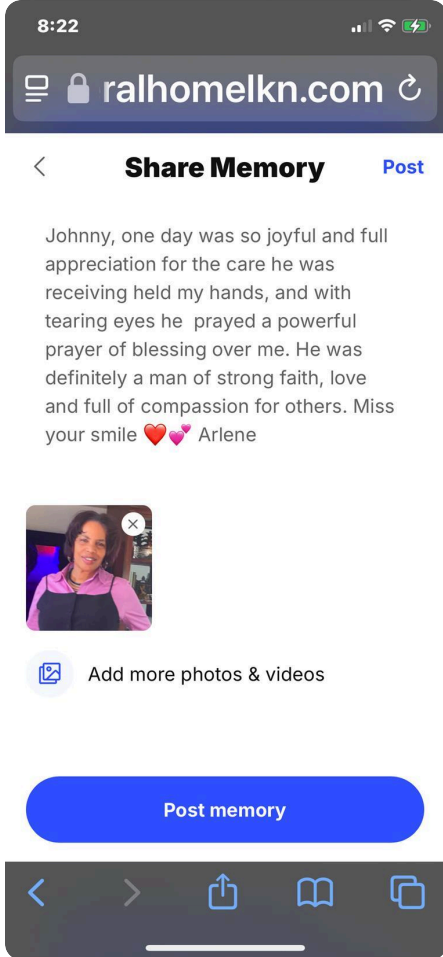 8:22
ralhomelkn.com
Share Memory
Post
Johnny, one day was so joyful and full
appreciation for the care he was
receiving held my hands, and with
tearing eyes he  prayed a powerful
prayer of blessing over me. He was
definitely a man of strong faith, love
and full of compassion for others. Miss
your smile ❤️💕 Arlene
Add more photos & videos
Post memory